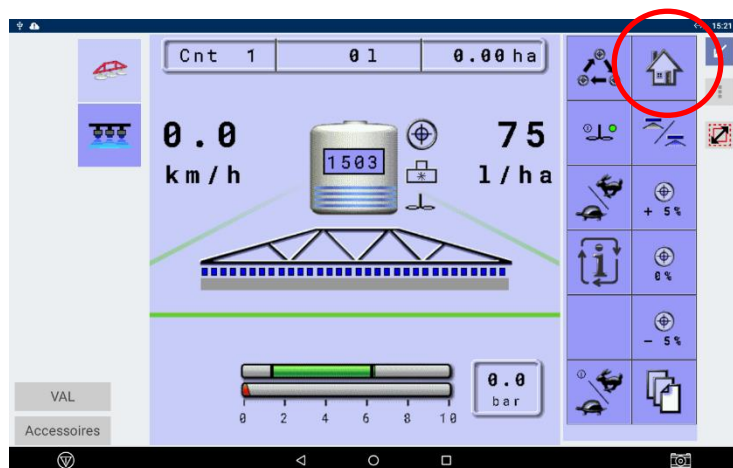 15:21
Cnt 1 0 l 0.00 ha
0.0
km/h
1503
75
l/ha
+ 5%
0%
- 5%
0.0
bar
0 2 4 6 8 10
VAL
Accessoires